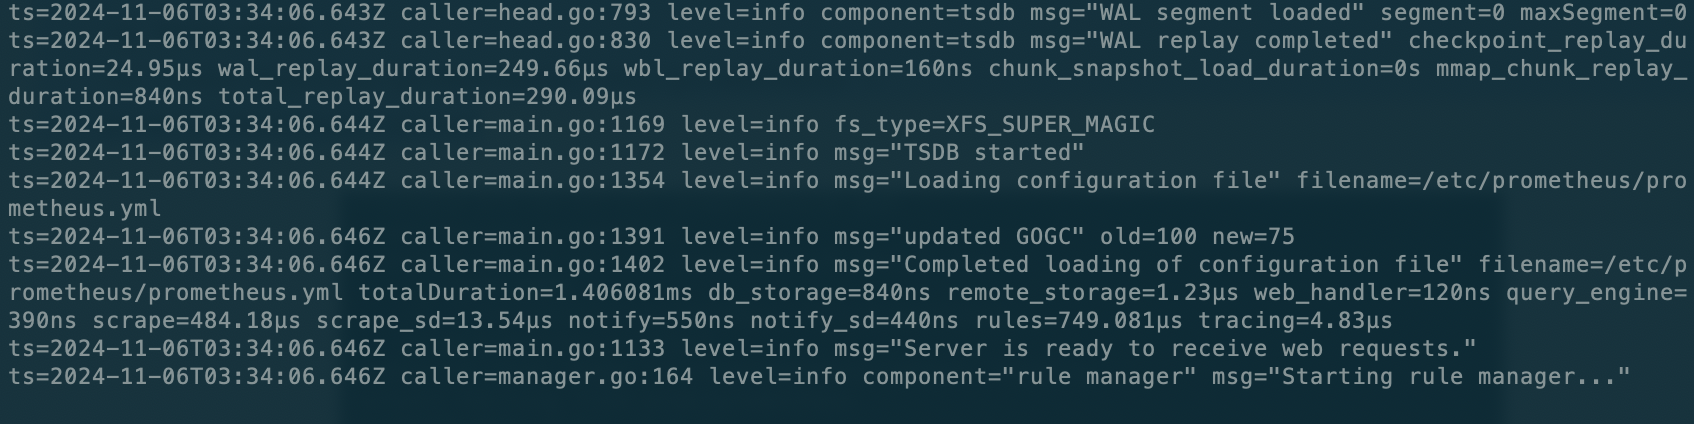 ts=2024-11-06T03:34:06.643Z caller=head.go:793 level=info component=tsdb msg="WAL segment loaded" segment=0 maxSegment=0
ts=2024-11-06T03:34:06.643Z caller=head.go:830 level=info component=tsdb msg="WAL replay completed" checkpoint_replay_du
ration=24.95µs wal_replay_duration=249.66µs wbl_replay_duration=160ns chunk_snapshot_load_duration=0s mmap_chunk_replay_
duration=840ns total_replay_duration=290.09µs
ts=2024-11-06T03:34:06.644Z caller=main.go:1169 level=info fs_type=XFS_SUPER_MAGIC
ts=2024-11-06T03:34:06.644Z caller=main.go:1172 level=info msg="TSDB started"
ts=2024-11-06T03:34:06.644Z caller=main.go:1354 level=info msg="Loading configuration file" filename=/etc/prometheus/pro
metheus.yml
ts=2024-11-06T03:34:06.646Z caller=main.go:1391 level=info msg="updated GOGC" old=100 new=75
ts=2024-11-06T03:34:06.646Z caller=main.go:1402 level=info msg="Completed loading of configuration file" filename=/etc/p
rometheus/prometheus.yml totalDuration=1.406081ms db_storage=840ns remote_storage=1.23µs web_handler=120ns query_engine=
390ns scrape=484.18µs scrape_sd=13.54µs notify=550ns notify_sd=440ns rules=749.081µs tracing=4.83µs
ts=2024-11-06T03:34:06.646Z caller=main.go:1133 level=info msg="Server is ready to receive web requests."
ts=2024-11-06T03:34:06.646Z caller=manager.go:164 level=info component="rule manager" msg="Starting rule manager..."